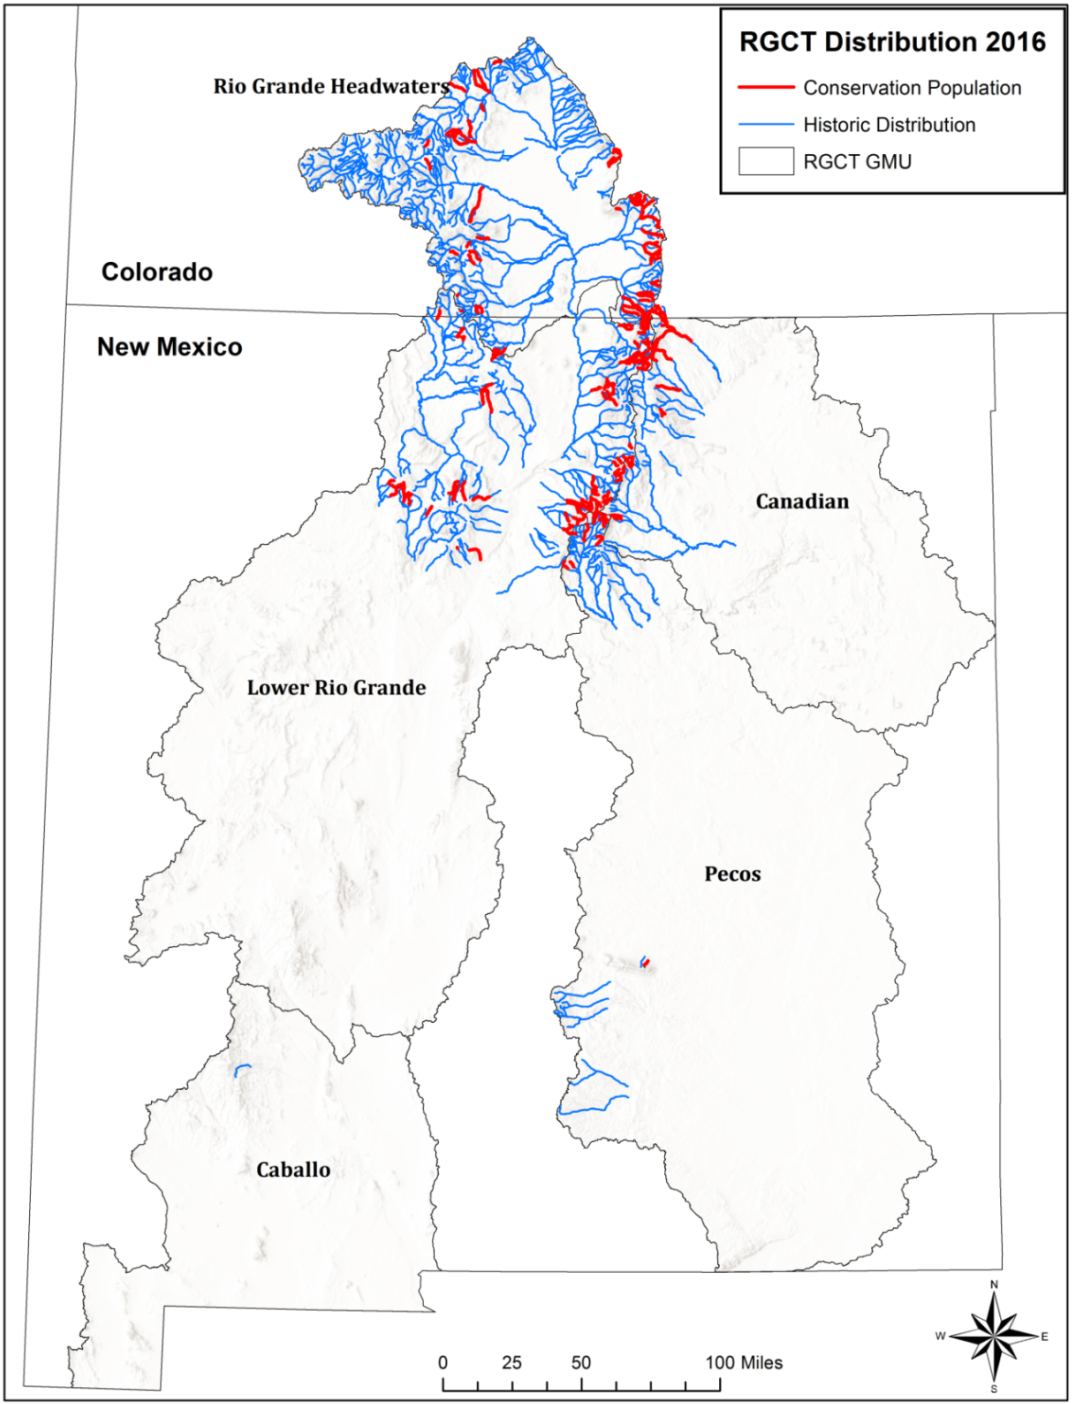 RGCT Distribution 2016
Conservation Population
Historic Distribution
RGCT GMU
Rio Grande Headwaters
Colorado
New Mexico
Canadian
Lower Rio Grande
Pecos
Caballo
N
W E
S
0 25 50 100 Miles